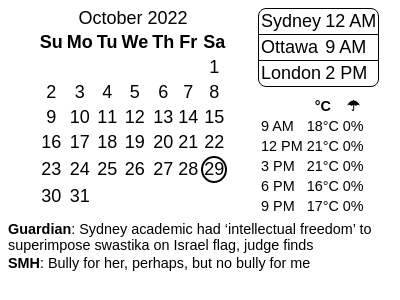 October 2022
Su Mo Tu We Th Fr Sa
1
2 3 4 5 6 7 8
9 10 11 12 13 14 15
16 17 18 19 20 21 22
23 24 25 26 27 28 29
30 31
Sydney 12 AM
Ottawa 9 AM
London 2 PM
°C ☂
9 AM 18°C 0%
12 PM 21°C 0%
3 PM 21°C 0%
6 PM 16°C 0%
9 PM 17°C 0%
Guardian: Sydney academic had ‘intellectual freedom’ to
superimpose swastika on Israel flag, judge finds
SMH: Bully for her, perhaps, but no bully for me